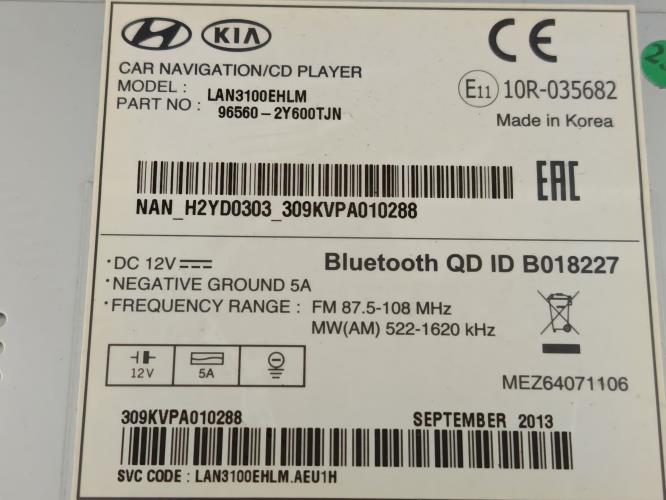 KIA
CE
CAR NAVIGATION/CD PLAYER
MODEL : LAN3100EHLM
PART NO : 96560-2Y600TJN
E11 10R-035682
Made in Korea
EAC
NAN_H2YD0303_309KVPA010288
·DC 12V
Bluetooth QD ID B018227
·NEGATIVE GROUND 5A
·FREQUENCY RANGE : FM 87.5-108 MHz
MW(AM) 522-1620 kHz
12V
5A
MEZ64071106
309KVPA010288
SEPTEMBER 2013
SVC CODE : LAN3100EHLM.AEU1H